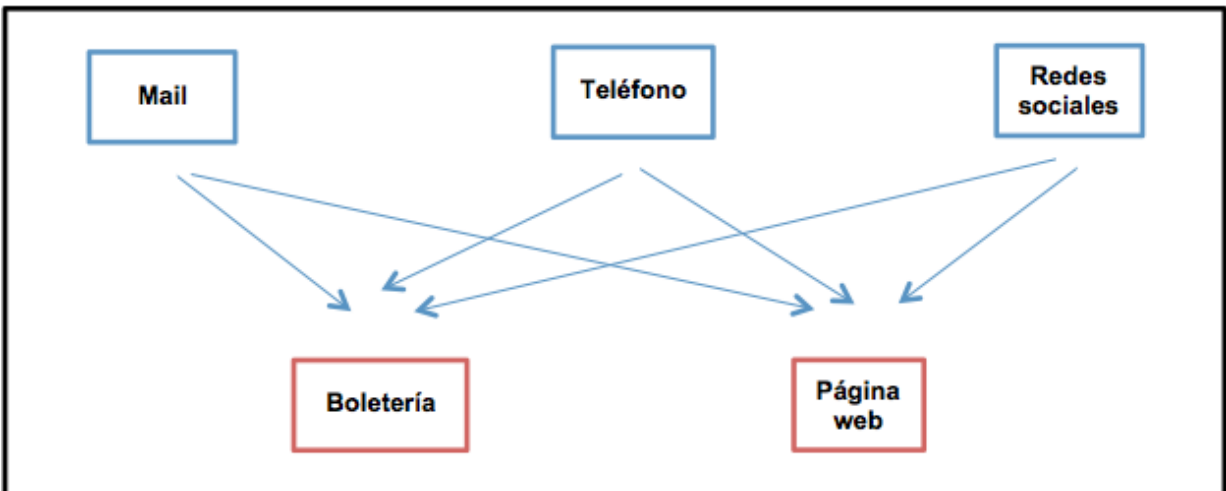 Mail
Teléfono
Redes
sociales
Boletería
Página
web